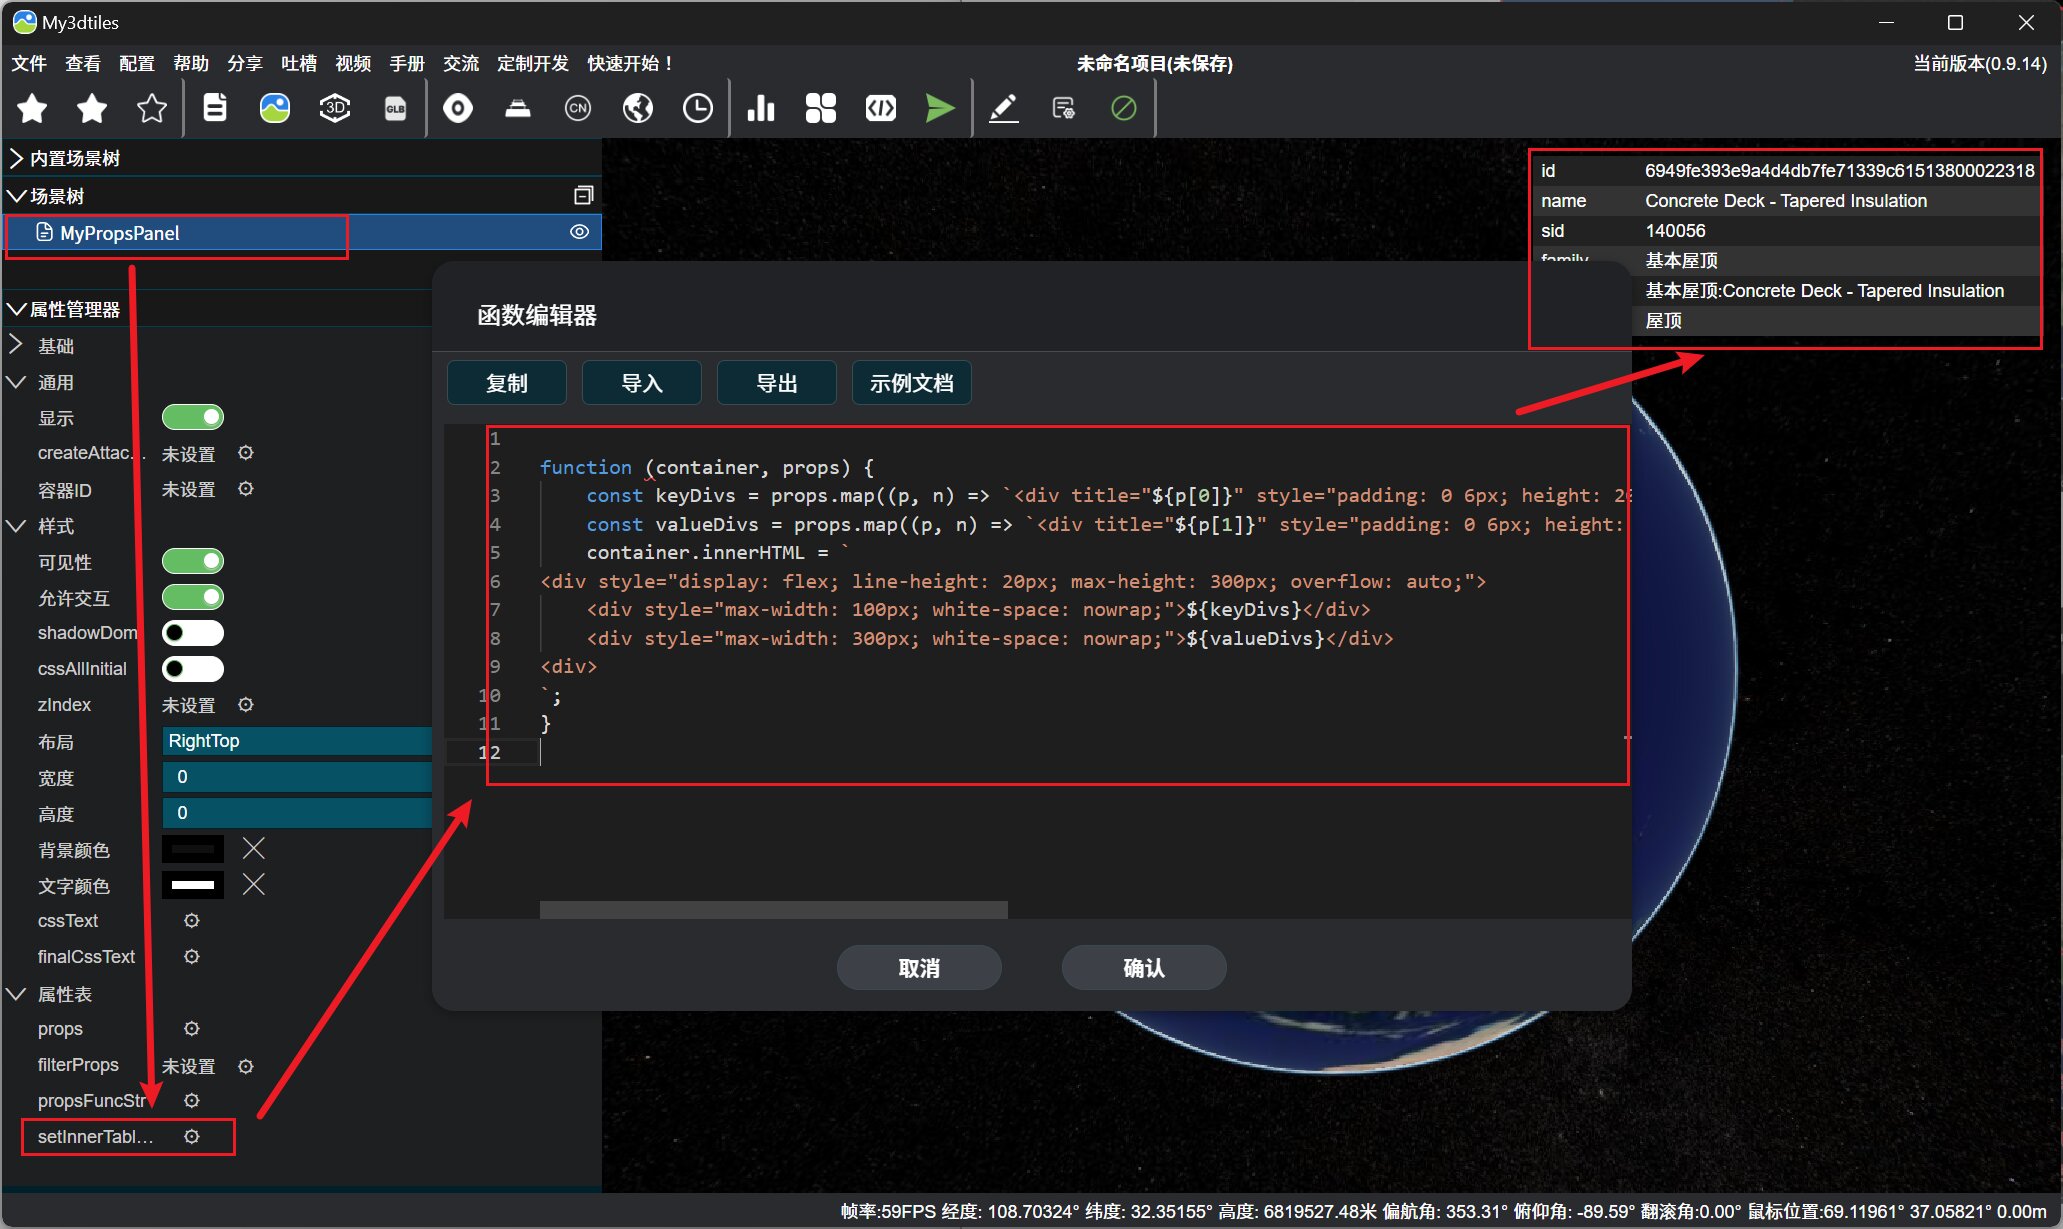 My3dtiles
文件 查看 配置 帮助 分享 吐槽 视频 手册 交流 定制开发 快速开始！
未命名项目(未保存)
当前版本(0.9.14)
3D
GLB
CN
内置场景树
场景树
MyPropsPanel
属性管理器
基础
通用
显示
createAttac...
未设置
容器ID
未设置
样式
可见性
允许交互
shadowDom
cssAllInitial
zIndex
未设置
布局
RightTop
宽度
0
高度
0
背景颜色
文字颜色
cssText
finalCssText
属性表
props
filterProps
未设置
propsFuncStr
setInnerTabl...
id 6949fe393e9a4d4db7fe71339c61513800022318
name Concrete Deck - Tapered Insulation
sid 140056
family 基本屋顶
基本屋顶:Concrete Deck - Tapered Insulation
屋顶
函数编辑器
复制 导入 导出 示例文档
1
2 function (container, props) {
3 const keyDivs = props.map((p, n) => `<div title="${p[0]}" style="padding: 0 6px; height: 2
4 const valueDivs = props.map((p, n) => `<div title="${p[1]}" style="padding: 0 6px; height:
5 container.innerHTML = `
6 <div style="display: flex; line-height: 20px; max-height: 300px; overflow: auto;">
7 <div style="max-width: 100px; white-space: nowrap;">${keyDivs}</div>
8 <div style="max-width: 300px; white-space: nowrap;">${valueDivs}</div>
9 <div>
10 `;
11 }
12
取消 确认
帧率:59FPS 经度: 108.70324° 纬度: 32.35155° 高度: 6819527.48米 偏航角: 353.31° 俯仰角: -89.59° 翻滚角:0.00° 鼠标位置:69.11961° 37.05821° 0.00m